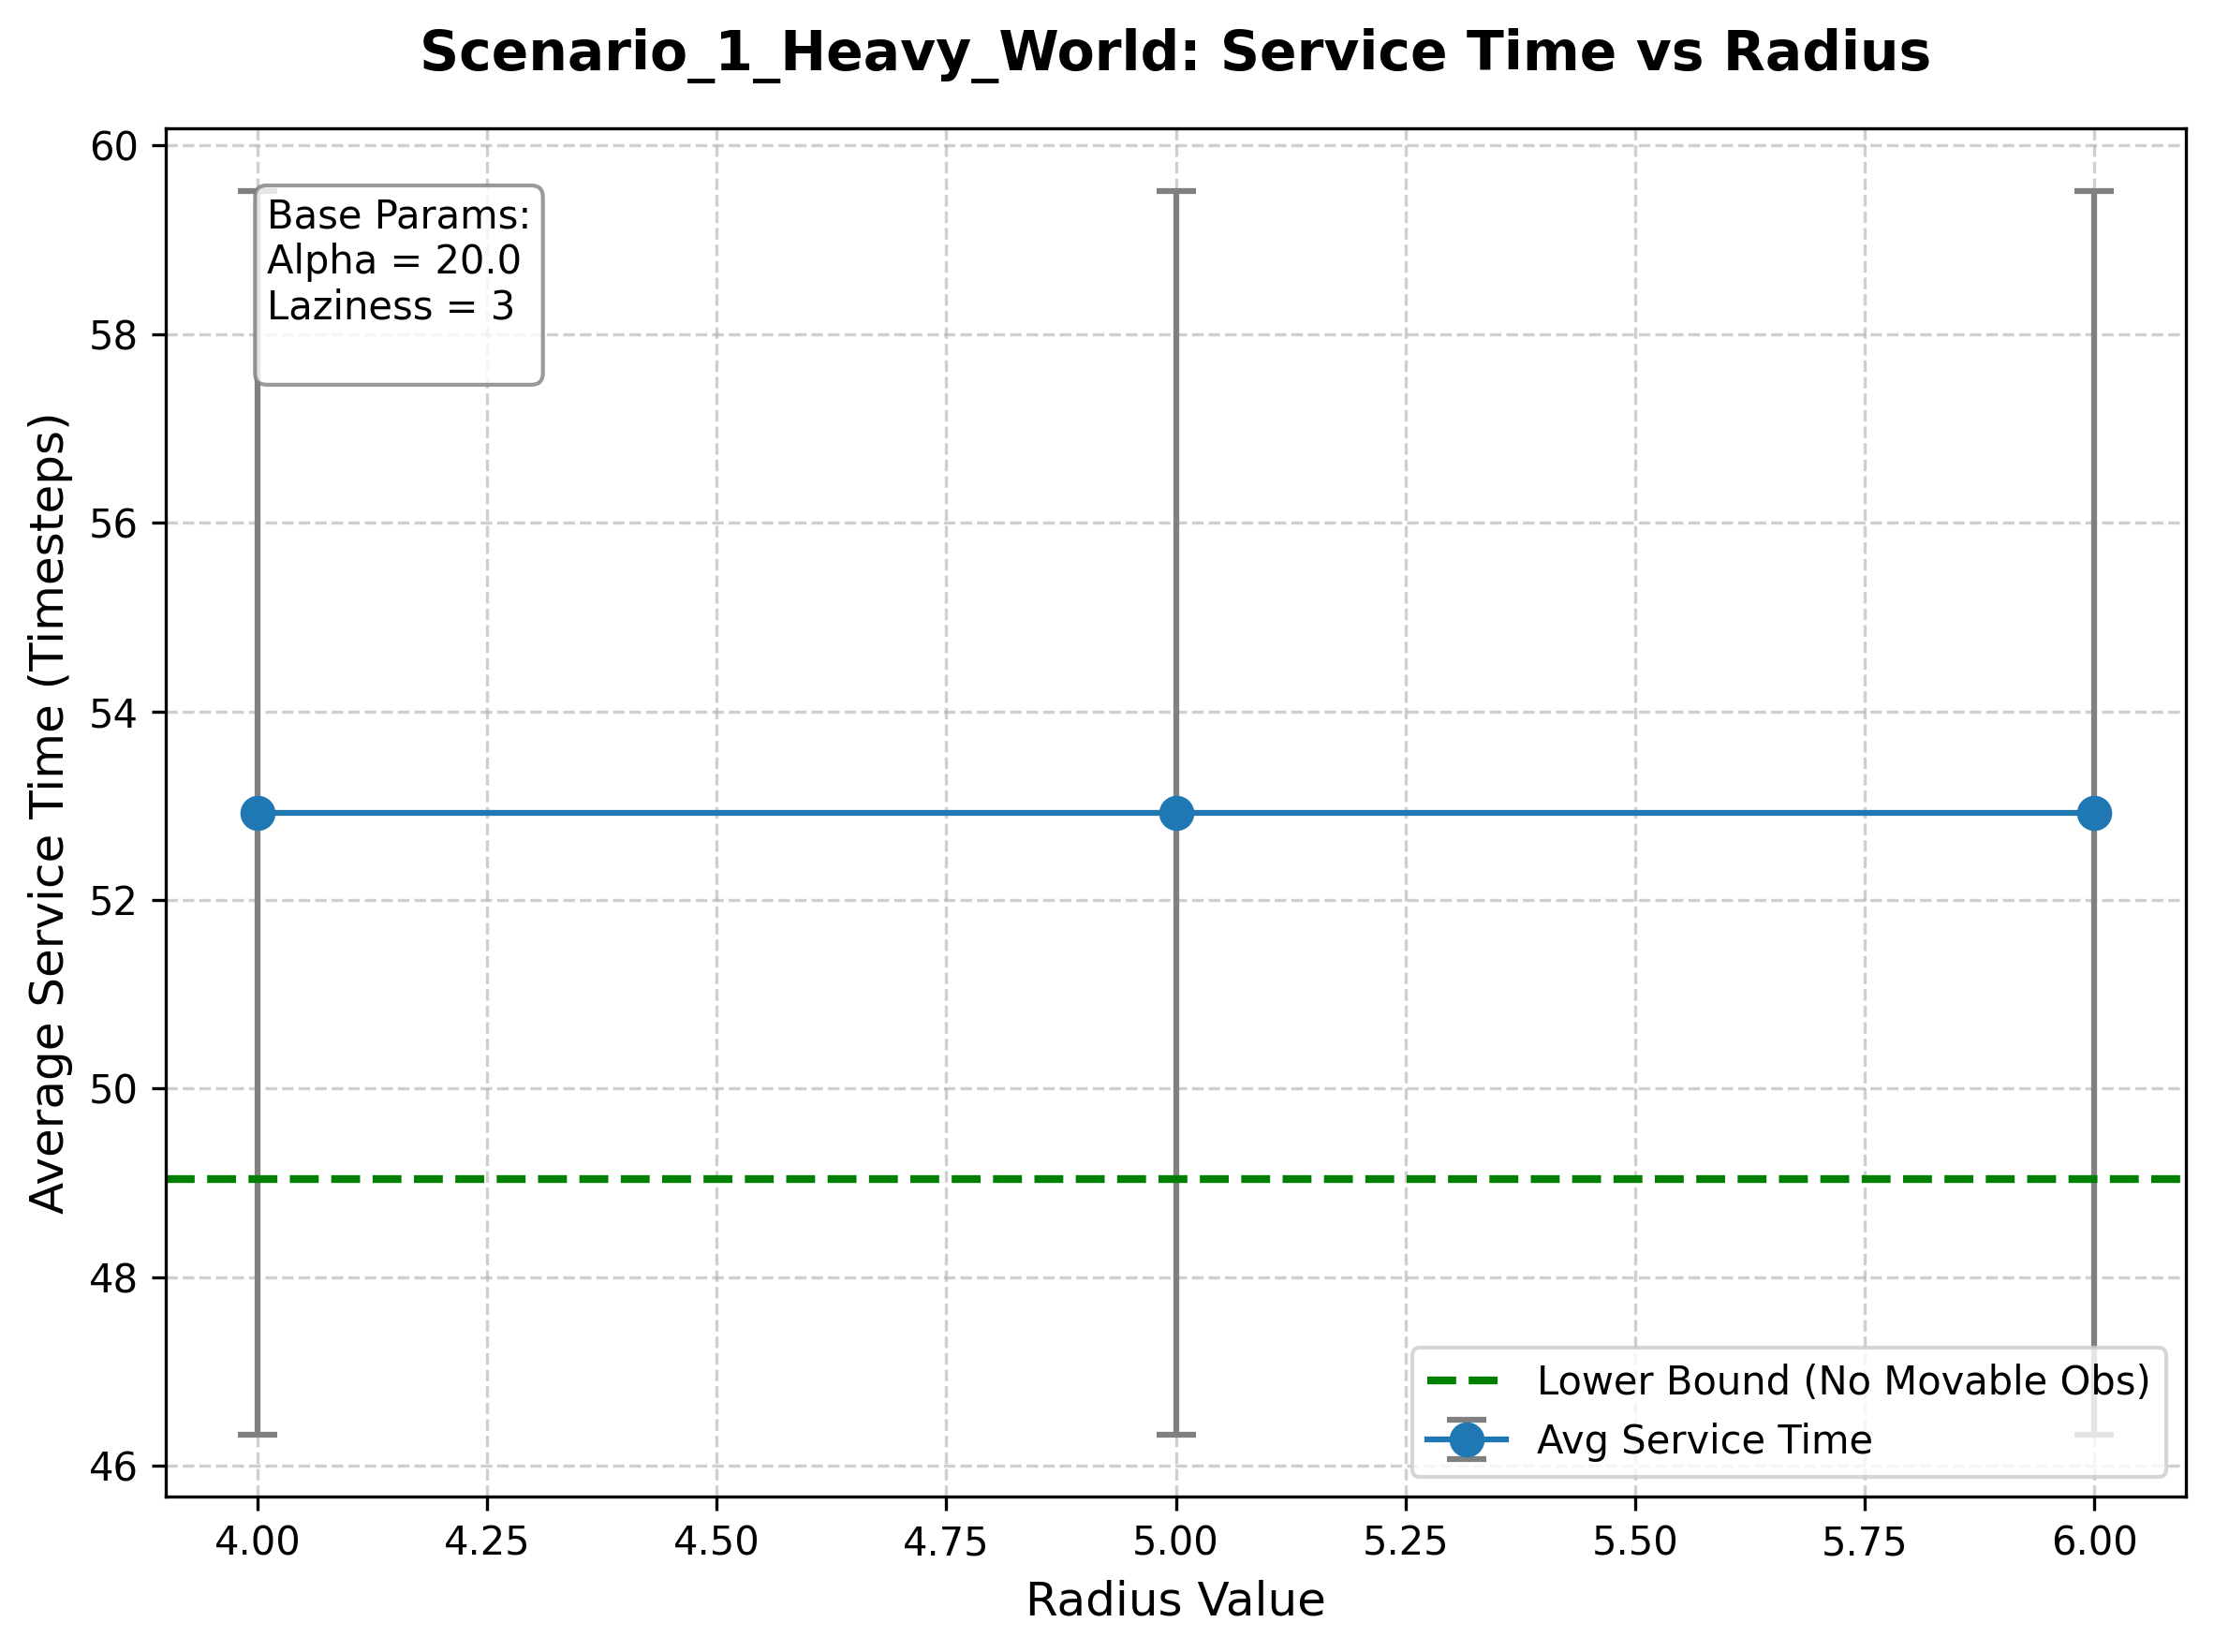 Scenario_1_Heavy_World: Service Time vs Radius
Average Service Time (Timesteps)
60
58
56
54
52
50
48
46
Base Params:
Alpha = 20.0
Laziness = 3
Lower Bound (No Movable Obs)
Avg Service Time
4.00 4.25 4.50 4.75 5.00 5.25 5.50 5.75 6.00
Radius Value